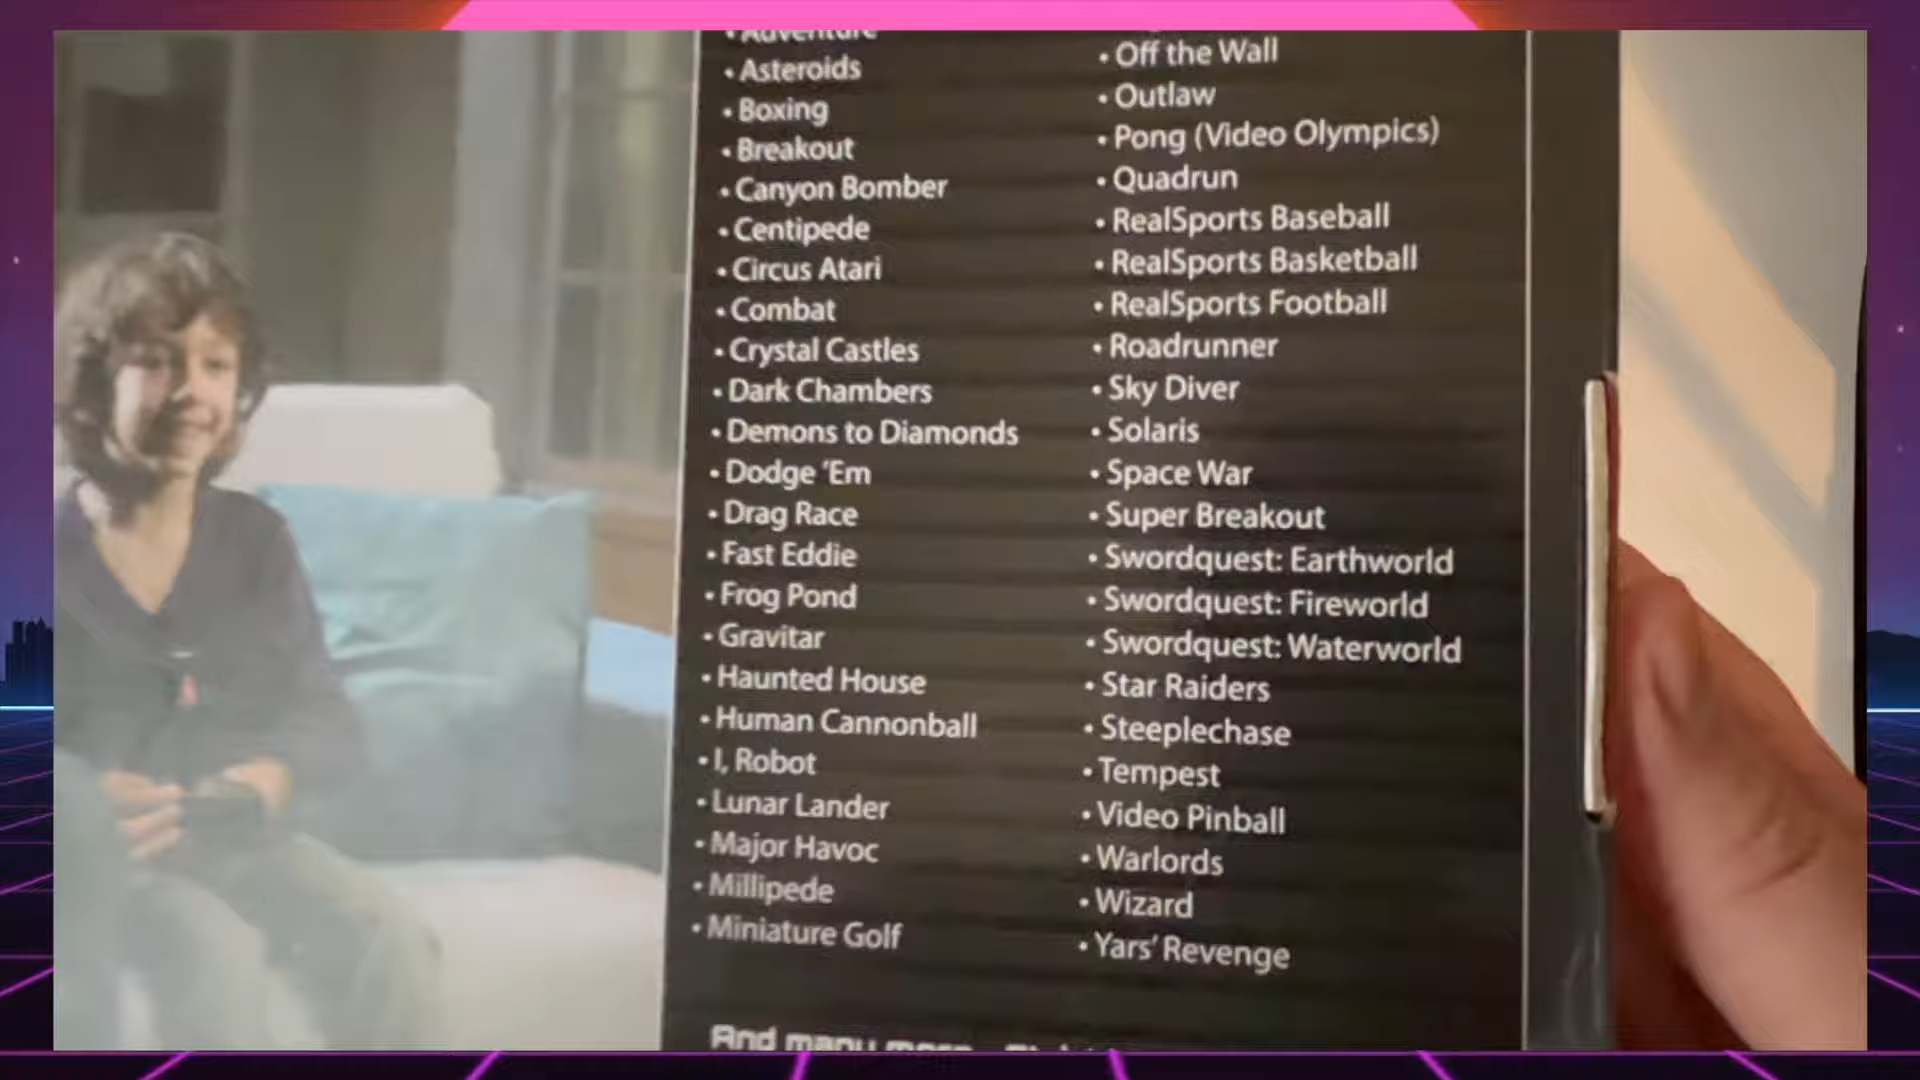 • Adventure
• Asteroids
• Boxing
• Breakout
• Canyon Bomber
• Centipede
• Circus Atari
• Combat
• Crystal Castles
• Dark Chambers
• Demons to Diamonds
• Dodge 'Em
• Drag Race
• Fast Eddie
• Frog Pond
• Gravitar
• Haunted House
• Human Cannonball
• I, Robot
• Lunar Lander
• Major Havoc
• Millipede
• Miniature Golf
• Off the Wall
• Outlaw
• Pong (Video Olympics)
• Quadrun
• RealSports Baseball
• RealSports Basketball
• RealSports Football
• Roadrunner
• Sky Diver
• Solaris
• Space War
• Super Breakout
• Swordquest: Earthworld
• Swordquest: Fireworld
• Swordquest: Waterworld
• Star Raiders
• Steeplechase
• Tempest
• Video Pinball
• Warlords
• Wizard
• Yars' Revenge
And many more